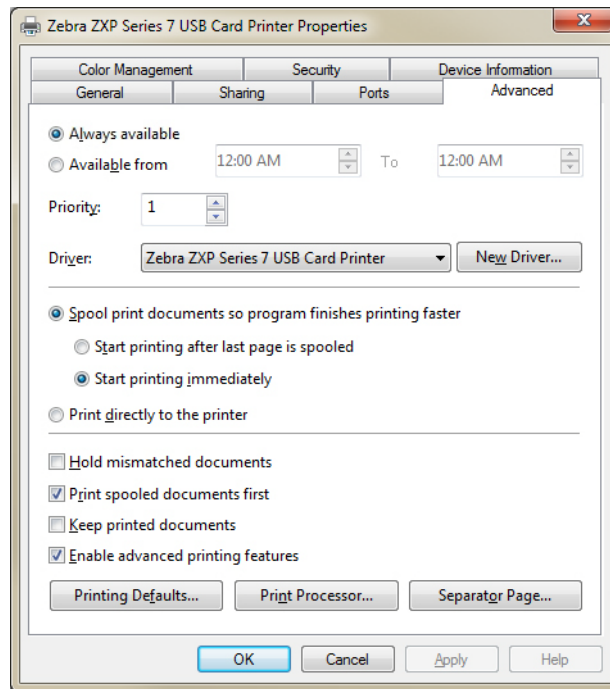 Zebra ZXP Series 7 USB Card Printer Properties
Color Management Security Device Information
General Sharing Ports Advanced
Always available
Available from 12:00 AM To 12:00 AM
Priority: 1
Driver: Zebra ZXP Series 7 USB Card Printer New Driver...
Spool print documents so program finishes printing faster
Start printing after last page is spooled
Start printing immediately
Print directly to the printer
Hold mismatched documents
Print spooled documents first
Keep printed documents
Enable advanced printing features
Printing Defaults... Print Processor... Separator Page...
OK Cancel Apply Help